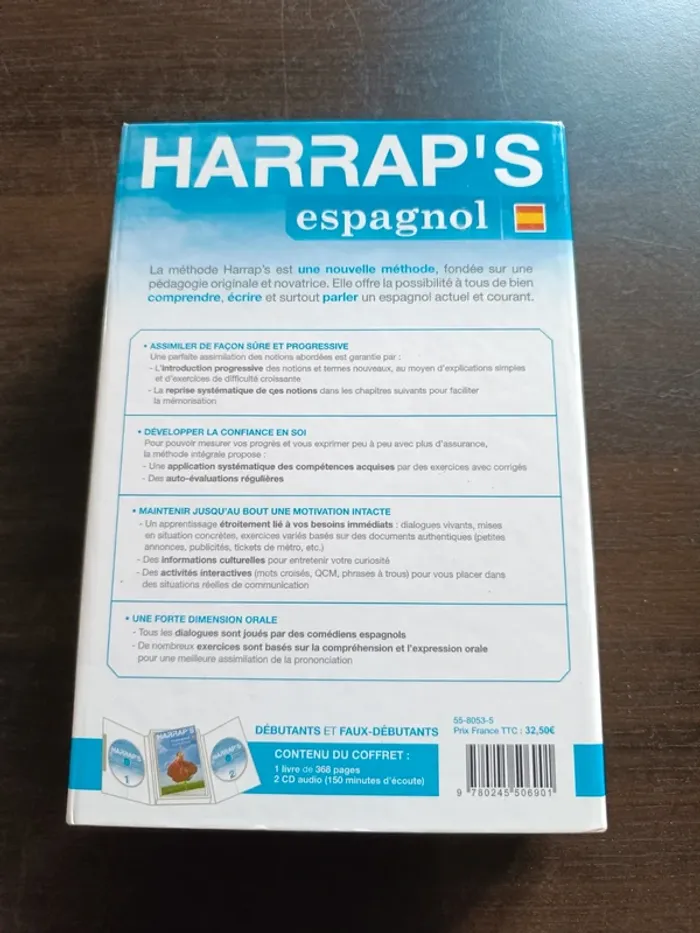 HARRAP'S
espagnol
La méthode Harrap's est une nouvelle méthode, fondée sur une
pédagogie originale et novatrice. Elle offre la possibilité à tous de bien
comprendre, écrire et surtout parler un espagnol actuel et courant.
• ASSIMILER DE FAÇON SÛRE ET PROGRESSIVE
Une parfaite assimilation des notions abordées est garantie par :
- L'introduction progressive des notions et termes nouveaux, au moyen d'explications simples
et d'exercices de difficulté croissante
- La reprise systématique de ces notions dans les chapitres suivants pour faciliter
la mémorisation
• DÉVELOPPER LA CONFIANCE EN SOI
Pour pouvoir mesurer vos progrès et vous exprimer peu à peu avec plus d'assurance,
la méthode intégrale propose :
- Une application systématique des compétences acquises par des exercices avec corrigés
- Des auto-évaluations régulières
• MAINTENIR JUSQU'AU BOUT UNE MOTIVATION INTACTE
- Un apprentissage étroitement lié à vos besoins immédiats : dialogues vivants, mises
en situation concrètes, exercices variés basés sur des documents authentiques (petites
annonces, publicités, tickets de métro, etc.)
- Des informations culturelles pour entretenir votre curiosité
- Des activités interactives (mots croisés, QCM, phrases à trous) pour vous placer dans
des situations réelles de communication
• UNE FORTE DIMENSION ORALE
- Tous les dialogues sont joués par des comédiens espagnols
- De nombreux exercices sont basés sur la compréhension et l'expression orale
pour une meilleure assimilation de la prononciation
HARRAP'S
1
HARRAP'S
HARRAP'S
2
DÉBUTANTS ET FAUX-DÉBUTANTS
CONTENU DU COFFRET :
1 livre de 368 pages
2 CD audio (150 minutes d'écoute)
55-8053-5
Prix France TTC : 32,50€
9 780245 506901